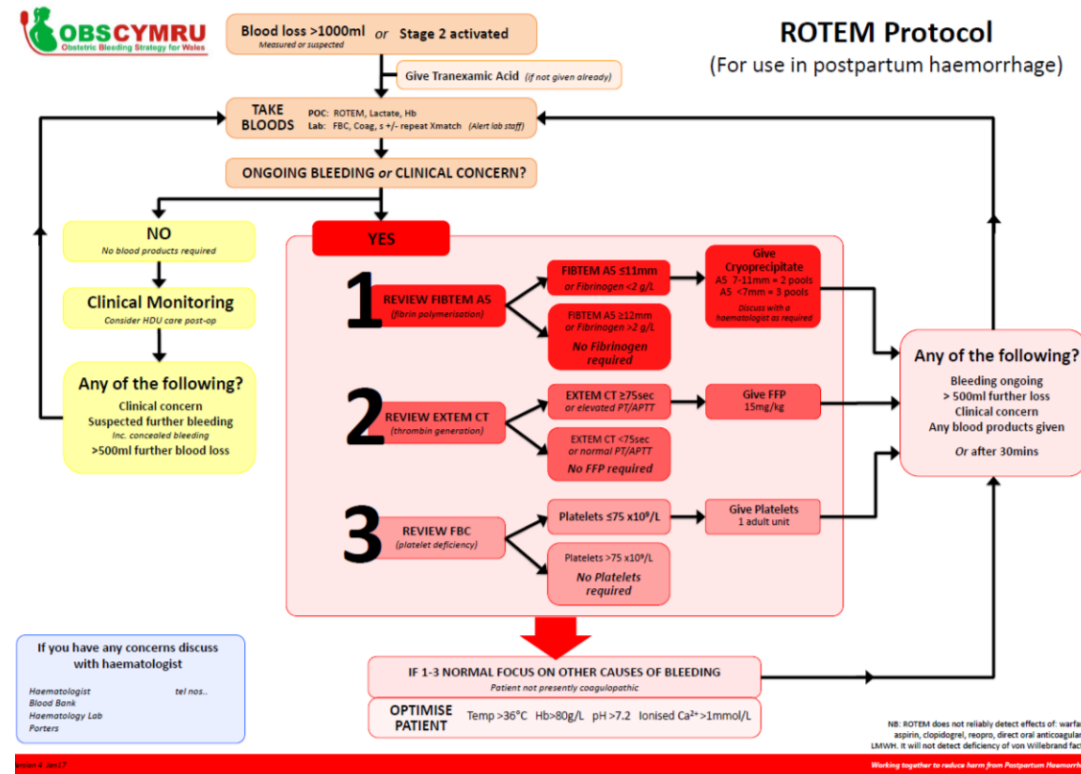 OBSCYMRU
Obstetric Bleeding Strategy for Wales
ROTEM Protocol
(For use in postpartum haemorrhage)
Blood loss >1000ml or Stage 2 activated
Measured or suspected
Give Tranexamic Acid (if not given already)
TAKE BLOODS
POC: ROTEM, Lactate, Hb
Lab: FBC, Coag, s +/- repeat Xmatch (Alert lab staff)
ONGOING BLEEDING or CLINICAL CONCERN?
NO
No blood products required
Clinical Monitoring
Consider HDU care post-op
Any of the following?
Clinical concern
Suspected further bleeding
Inc. concealed bleeding
>500ml further blood loss
YES
1
REVIEW FIBTEM A5
(fibrin polymerisation)
FIBTEM A5 ≤11mm
or Fibrinogen <2 g/L
Give
Cryoprecipitate
A5 7-11mm = 2 pools
A5 <7mm = 3 pools
Discuss with a
haematologist as required
FIBTEM A5 ≥12mm
or Fibrinogen >2 g/L
No Fibrinogen
required
2
REVIEW EXTEM CT
(thrombin generation)
EXTEM CT ≥75sec
or elevated PT/APTT
Give FFP
15mg/kg
EXTEM CT <75sec
or normal PT/APTT
No FFP required
3
REVIEW FBC
(platelet deficiency)
Platelets ≤75 x10⁹/L
Give Platelets
1 adult unit
Platelets >75 x10⁹/L
No Platelets
required
Any of the following?
Bleeding ongoing
> 500ml further loss
Clinical concern
Any blood products given
Or after 30mins
IF 1-3 NORMAL FOCUS ON OTHER CAUSES OF BLEEDING
Patient not presently coagulopathic
OPTIMISE
PATIENT
Temp >36°C Hb>80g/L pH >7.2 Ionised Ca²⁺ >1mmol/L
If you have any concerns discuss
with haematologist
Haematologist tel nos..
Blood Bank
Haematology Lab
Porters
NB: ROTEM does not reliably detect effects of: warfa
aspirin, clopidogrel, reopro, direct oral anticoagulan
LMWH. It will not detect deficiency of von Willebrand fact
4 Jan17
Working together to reduce harm from Postpartum Haemorrh